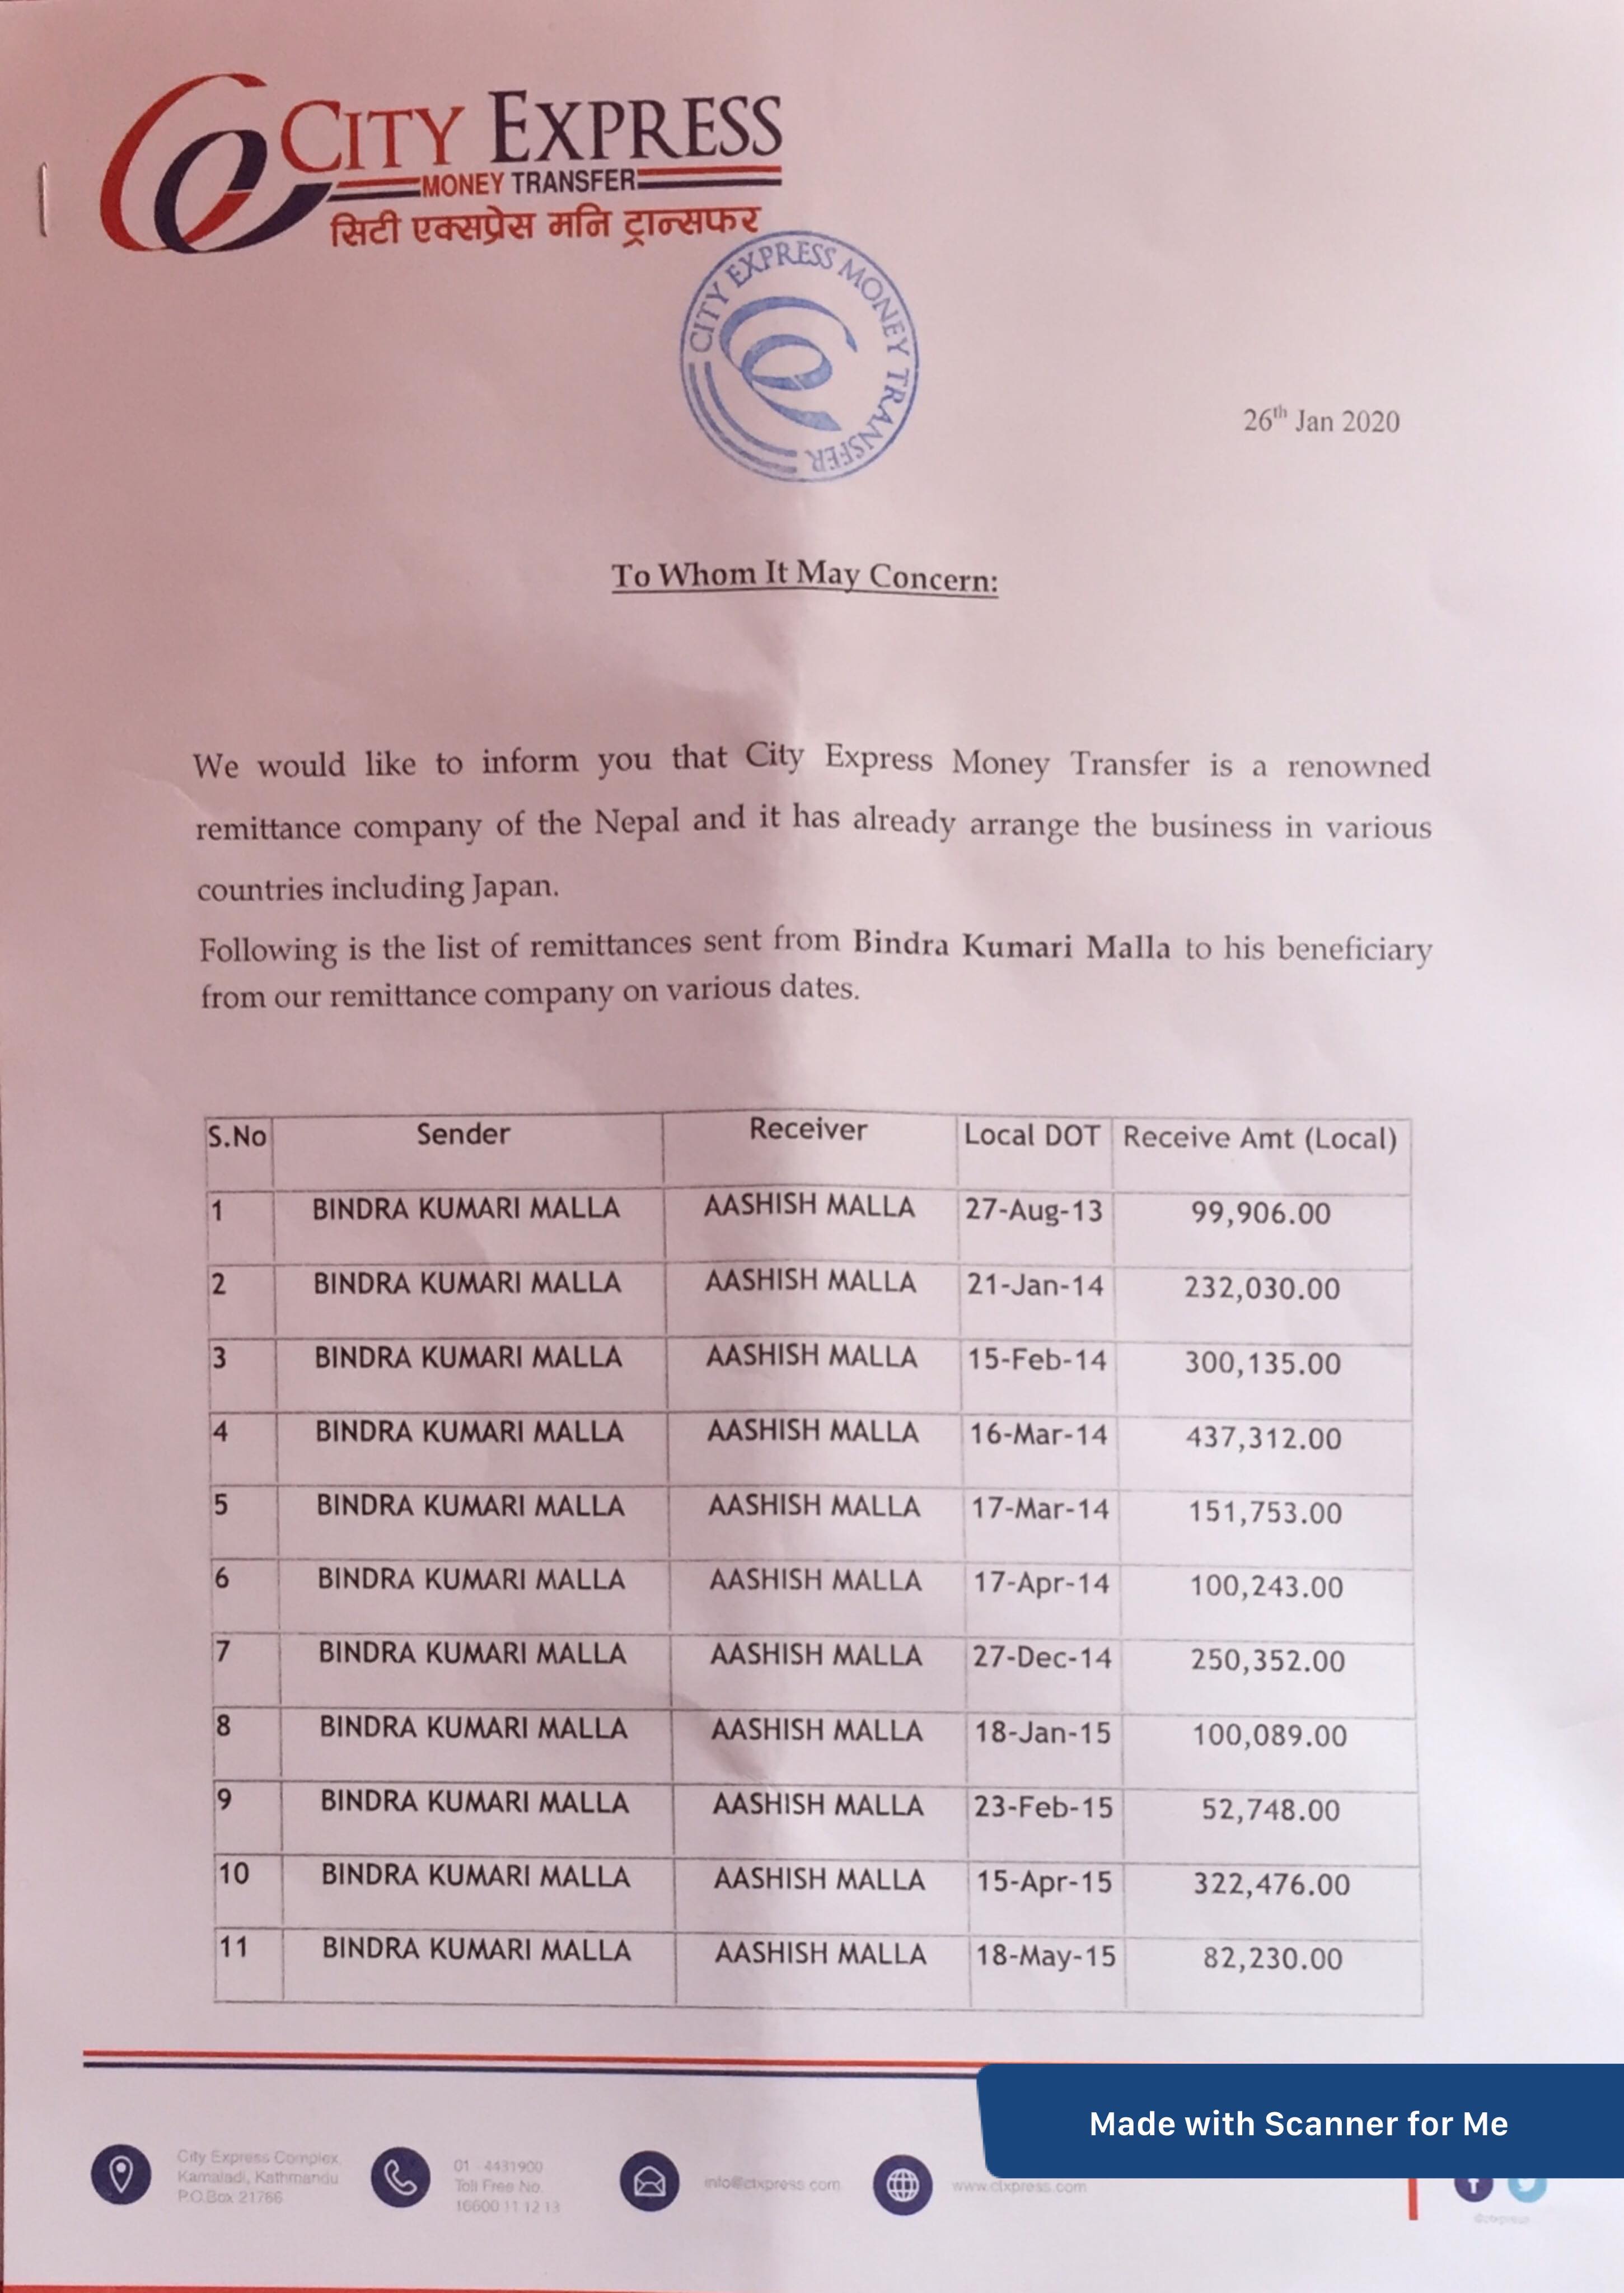 CITY EXPRESS
MONEY TRANSFER
सिटी एक्सप्रेस मनि ट्रान्सफर
CITY EXPRESS MONEY TRANSFER
26th Jan 2020
To Whom It May Concern:
We would like to inform you that City Express Money Transfer is a renowned
remittance company of the Nepal and it has already arrange the business in various
countries including Japan.
Following is the list of remittances sent from Bindra Kumari Malla to his beneficiary
from our remittance company on various dates.
S.No Sender Receiver Local DOT Receive Amt (Local)
1 BINDRA KUMARI MALLA AASHISH MALLA 27-Aug-13 99,906.00
2 BINDRA KUMARI MALLA AASHISH MALLA 21-Jan-14 232,030.00
3 BINDRA KUMARI MALLA AASHISH MALLA 15-Feb-14 300,135.00
4 BINDRA KUMARI MALLA AASHISH MALLA 16-Mar-14 437,312.00
5 BINDRA KUMARI MALLA AASHISH MALLA 17-Mar-14 151,753.00
6 BINDRA KUMARI MALLA AASHISH MALLA 17-Apr-14 100,243.00
7 BINDRA KUMARI MALLA AASHISH MALLA 27-Dec-14 250,352.00
8 BINDRA KUMARI MALLA AASHISH MALLA 18-Jan-15 100,089.00
9 BINDRA KUMARI MALLA AASHISH MALLA 23-Feb-15 52,748.00
10 BINDRA KUMARI MALLA AASHISH MALLA 15-Apr-15 322,476.00
11 BINDRA KUMARI MALLA AASHISH MALLA 18-May-15 82,230.00
Made with Scanner for Me
City Express Complex,
Kamaladi, Kathmandu
P.O.Box 21766
01 - 4431900
Toll Free No.
16600 11 12 13
info@ctxpress.com
www.ctxpress.com